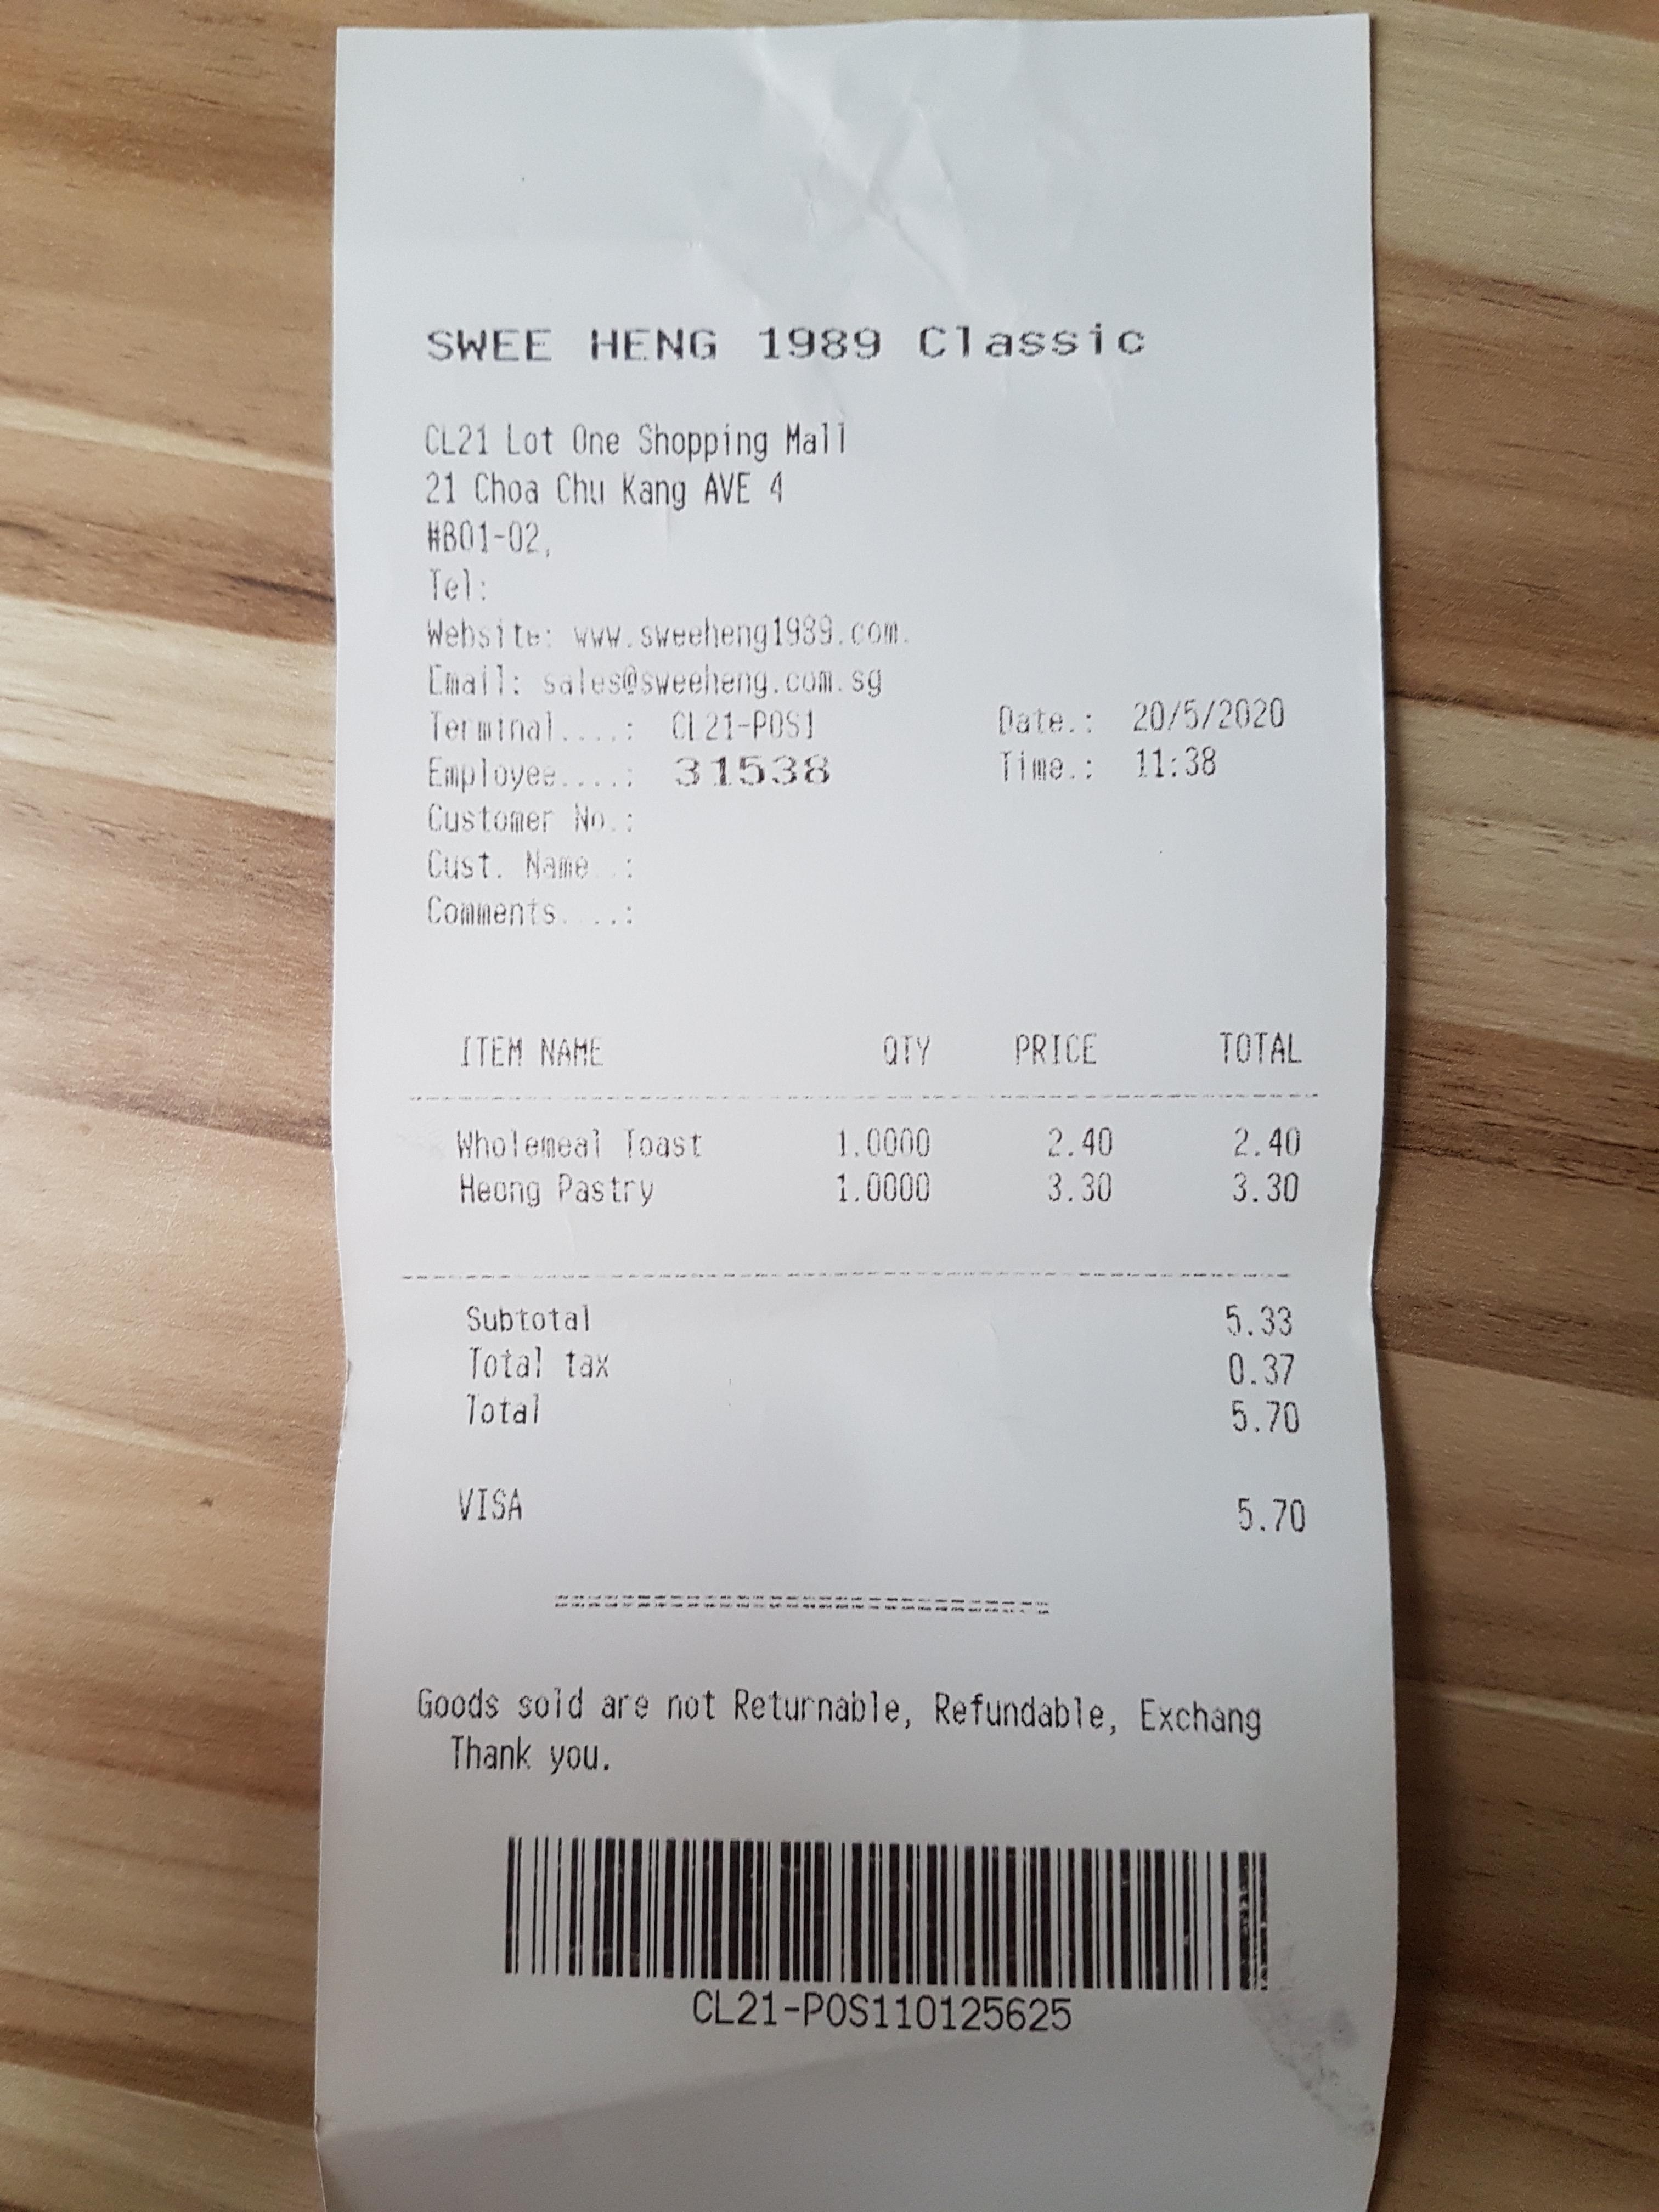 SWEE HENG 1989 Classic
CL21 Lot One Shopping Mall
21 Choa Chu Kang AVE 4
#B01-02,
Tel:
Website: www.sweeheng1989.com.
Email: sales@sweeheng.com.sg
Terminal....: CL21-POS1 Date.: 20/5/2020
Employee....: 31538 Time.: 11:38
Customer No.:
Cust. Name..:
Comments....:
ITEM NAME QTY PRICE TOTAL
Wholemeal Toast 1.0000 2.40 2.40
Heong Pastry 1.0000 3.30 3.30
Subtotal 5.33
Total tax 0.37
Total 5.70
VISA 5.70
Goods sold are not Returnable, Refundable, Exchang
Thank you.
CL21-POS110125625